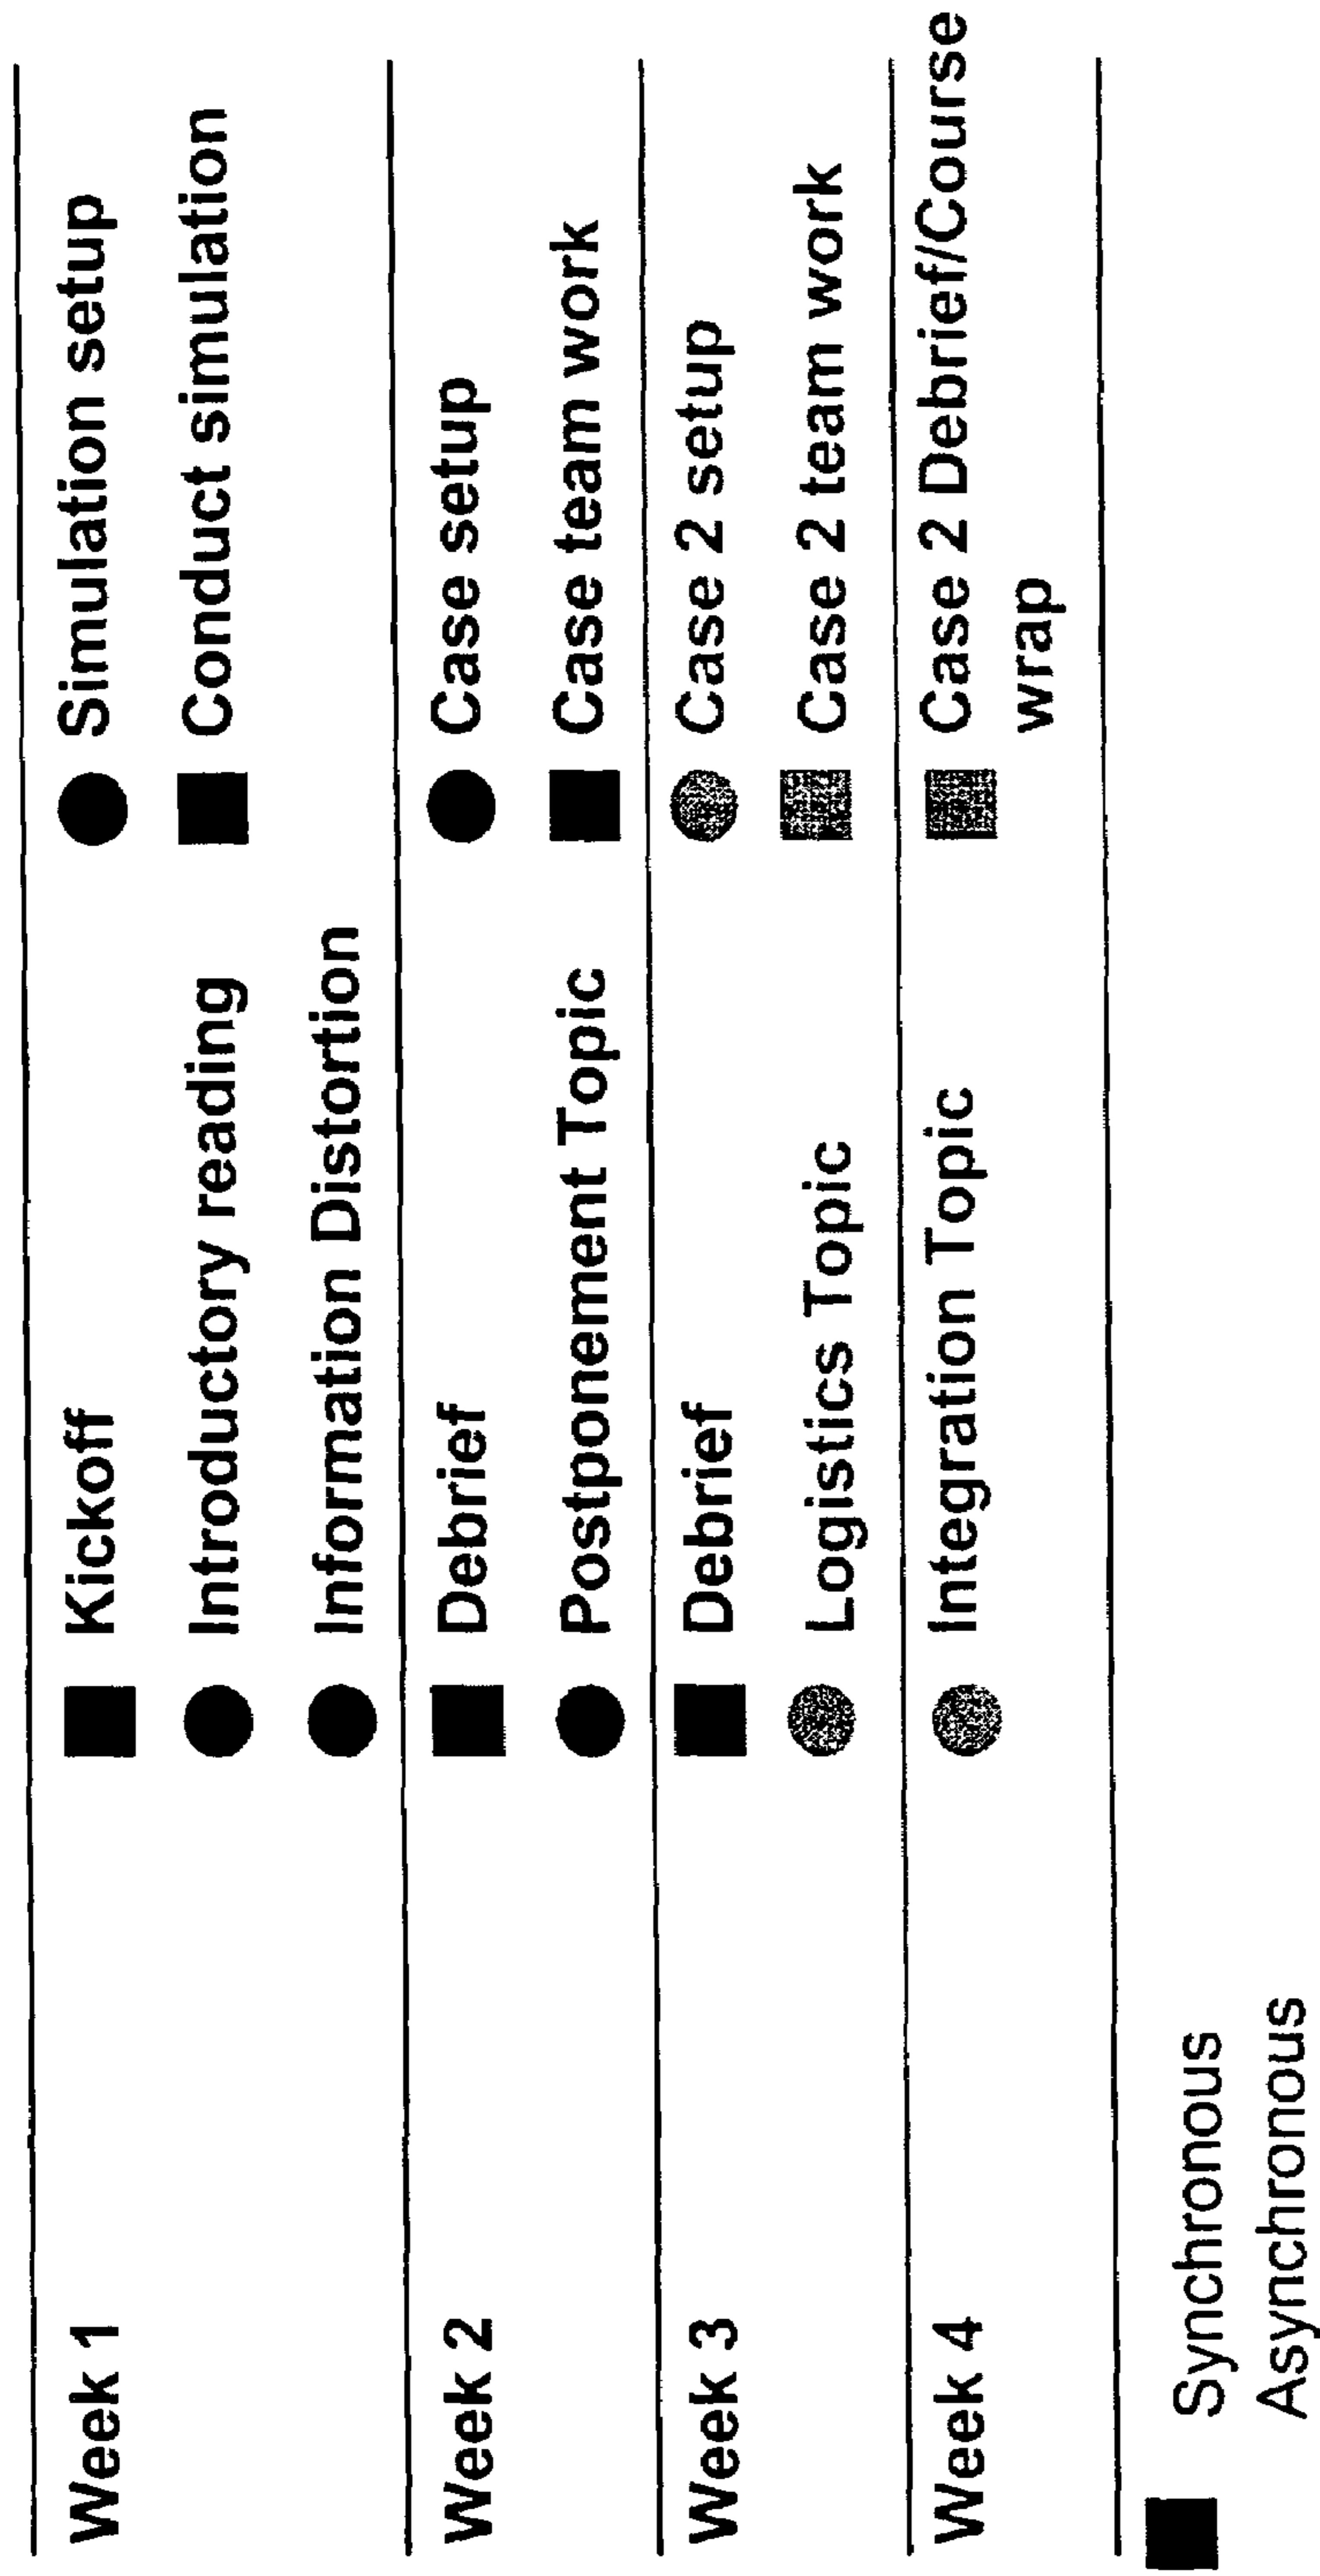 Week 1
Kickoff
Introductory reading
Information Distortion
Simulation setup
Conduct simulation
Week 2
Debrief
Postponement Topic
Case setup
Case team work
Week 3
Debrief
Logistics Topic
Case 2 setup
Case 2 team work
Week 4
Integration Topic
Case 2 Debrief/Course
wrap
Synchronous
Asynchronous